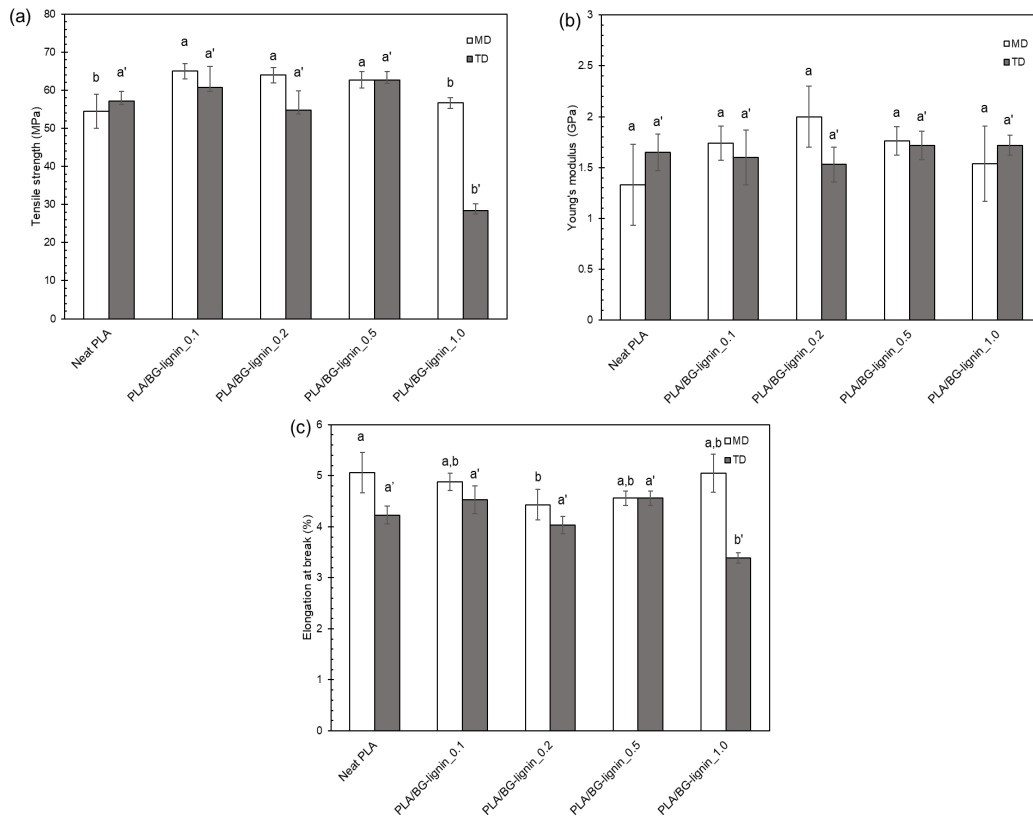 (a)
80
70
60
50
40
30
20
10
0
Tensile strength (MPa)
b a' a a' a a' a a' b b'
MD
TD
Neat PLA
PLA/BG-lignin_0.1
PLA/BG-lignin_0.2
PLA/BG-lignin_0.5
PLA/BG-lignin_1.0
(b)
3
2.5
2
1.5
1
0.5
0
Young's modulus (GPa)
a a' a a' a a' a a' a a'
MD
TD
Neat PLA
PLA/BG-lignin_0.1
PLA/BG-lignin_0.2
PLA/BG-lignin_0.5
PLA/BG-lignin_1.0
(c)
6
5
4
3
2
1
0
Elongation at break (%)
a a’ a,b a' b a' a,b a' a,b b'
MD
TD
Neat PLA
PLA/BG-lignin_0.1
PLA/BG-lignin_0.2
PLA/BG-lignin_0.5
PLA/BG-lignin_1.0